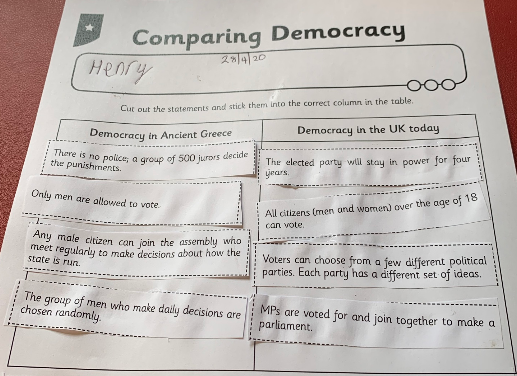 Comparing Democracy
Henry
28/4/20
Cut out the statements and stick them into the correct column in the table.
Democracy in Ancient Greece
There is no police; a group of 500 jurors decide
the punishments.
Only men are allowed to vote.
Any male citizen can join the assembly who
meet regularly to make decisions about how the
state is run.
The group of men who make daily decisions are
chosen randomly.
Democracy in the UK today
The elected party will stay in power for four
years.
All citizens (men and women) over the age of 18
can vote.
Voters can choose from a few different political
parties. Each party has a different set of ideas.
MPs are voted for and join together to make a
parliament.